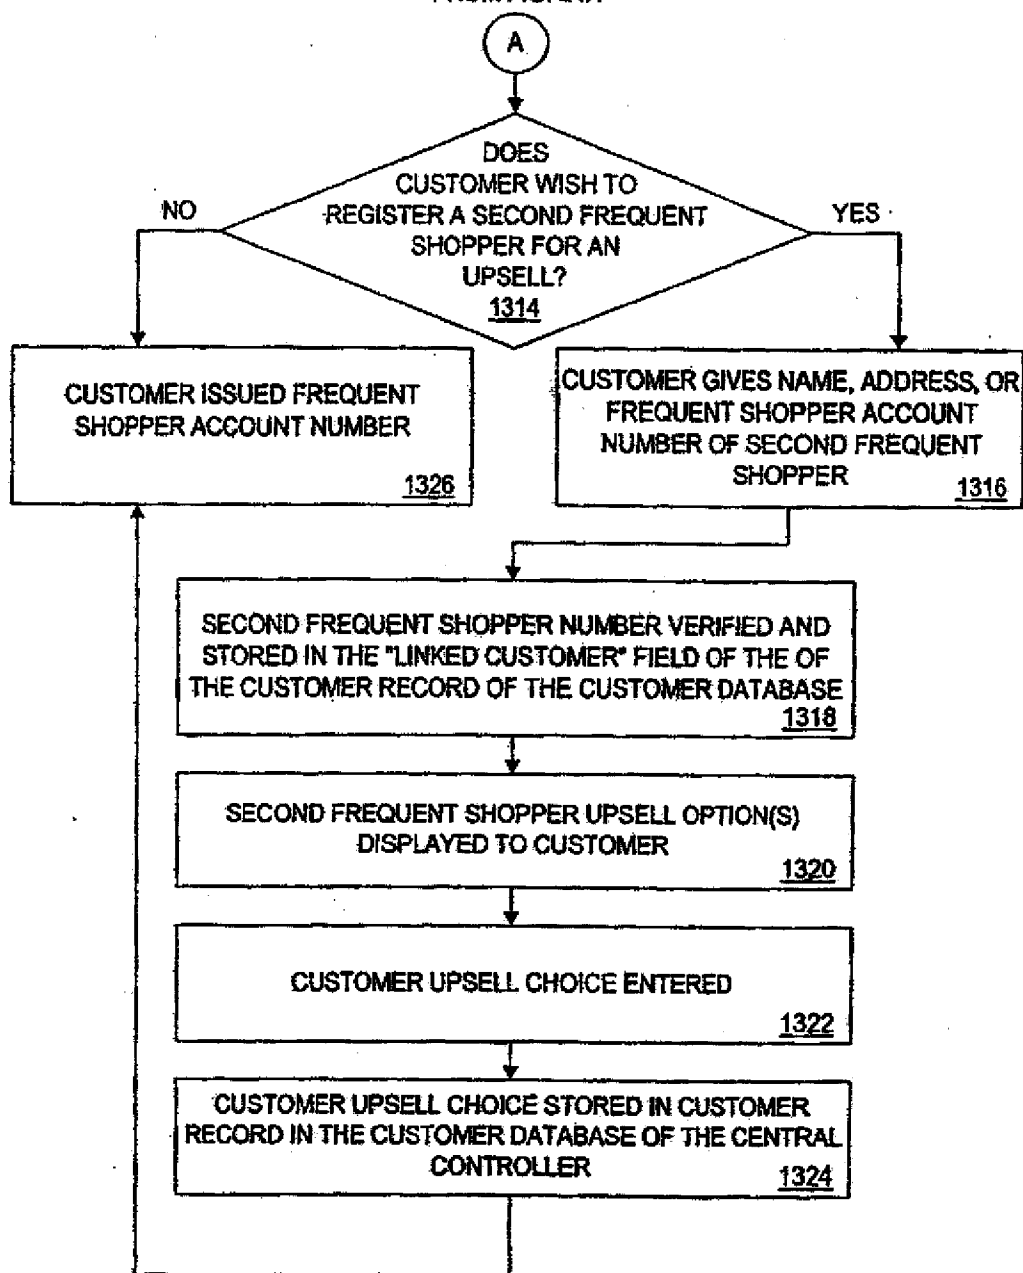 A
DOES
CUSTOMER WISH TO
REGISTER A SECOND FREQUENT
SHOPPER FOR AN
UPSELL?
1314
NO
YES
CUSTOMER ISSUED FREQUENT
SHOPPER ACCOUNT NUMBER
1326
CUSTOMER GIVES NAME, ADDRESS, OR
FREQUENT SHOPPER ACCOUNT
NUMBER OF SECOND FREQUENT
SHOPPER
1316
SECOND FREQUENT SHOPPER NUMBER VERIFIED AND
STORED IN THE "LINKED CUSTOMER" FIELD OF THE OF
THE CUSTOMER RECORD OF THE CUSTOMER DATABASE
1318
SECOND FREQUENT SHOPPER UPSELL OPTION(S)
DISPLAYED TO CUSTOMER
1320
CUSTOMER UPSELL CHOICE ENTERED
1322
CUSTOMER UPSELL CHOICE STORED IN CUSTOMER
RECORD IN THE CUSTOMER DATABASE OF THE CENTRAL
CONTROLLER
1324